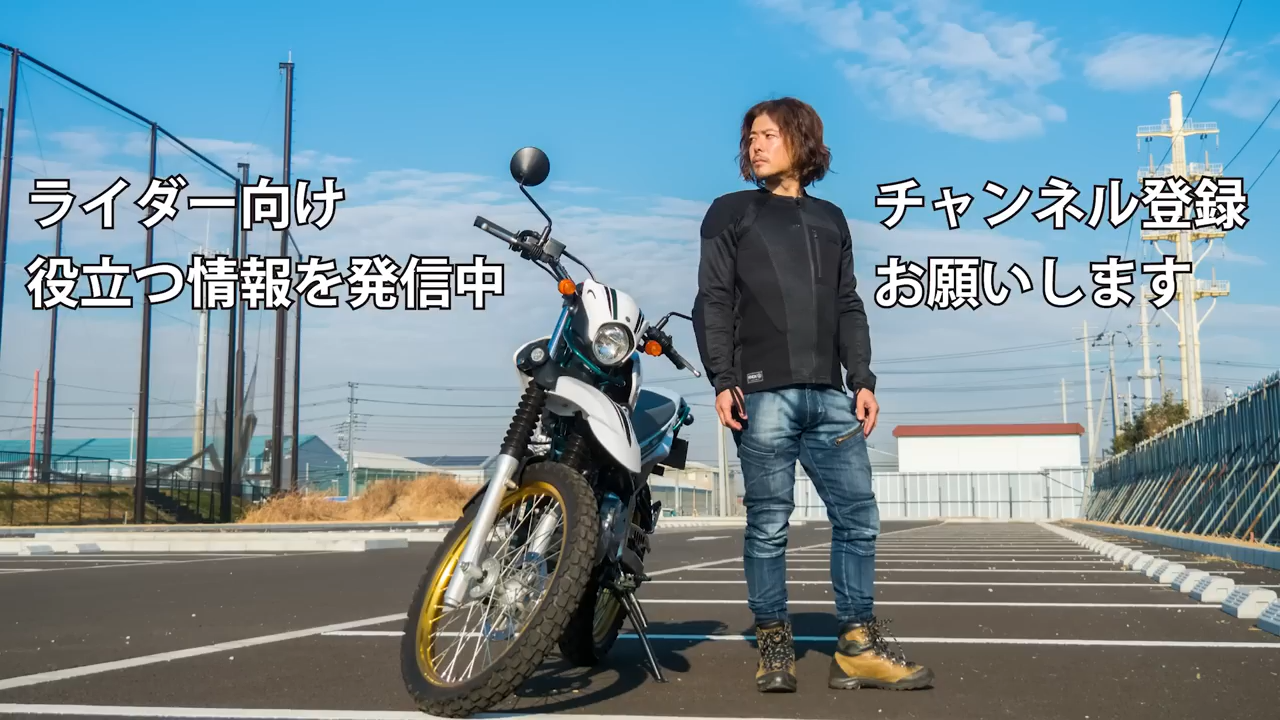 ライダー向け
役立つ情報を発信中
チャンネル登録
お願いします